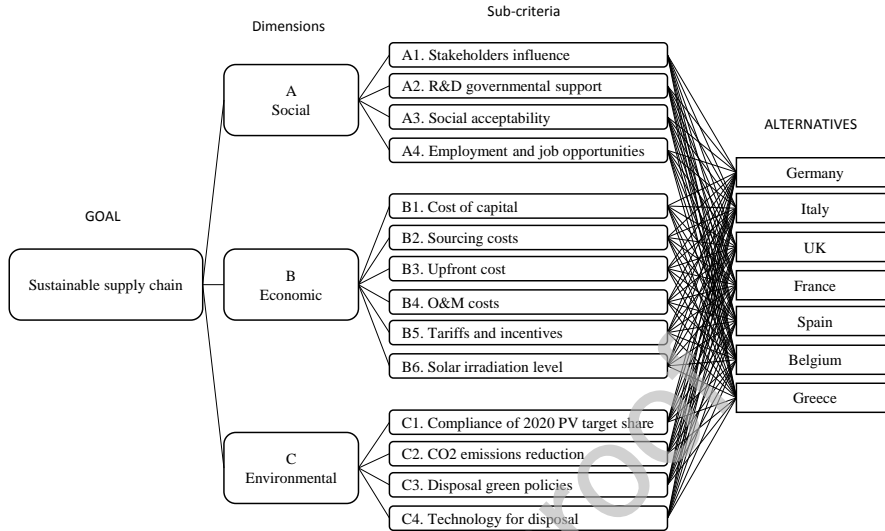 Sub-criteria
Dimensions
A1. Stakeholders influence
A2. R&D governmental support
A
Social
A3. Social acceptability
A4. Employment and job opportunities
ALTERNATIVES
Germany
Italy
UK
France
Spain
Belgium
Greece
GOAL
Sustainable supply chain
B1. Cost of capital
B2. Sourcing costs
B
Economic
B3. Upfront cost
B4. O&M costs
B5. Tariffs and incentives
B6. Solar irradiation level
C1. Compliance of 2020 PV target share
C2. CO2 emissions reduction
C
Environmental
C3. Disposal green policies
C4. Technology for disposal